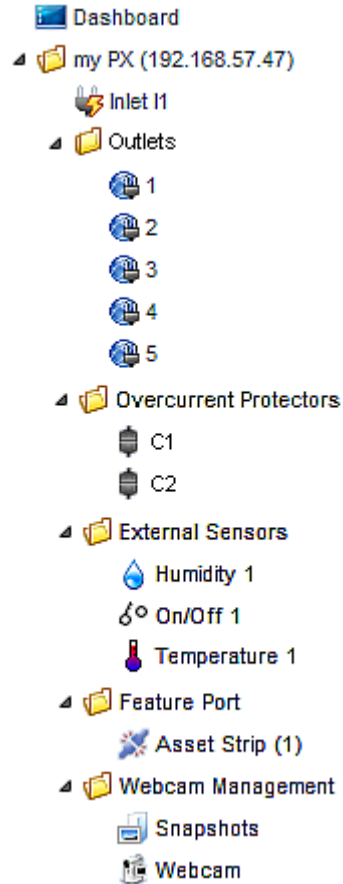 Dashboard
my PX (192.168.57.47)
Inlet I1
Outlets
1
2
3
4
5
Overcurrent Protectors
C1
C2
External Sensors
Humidity 1
On/Off 1
Temperature 1
Feature Port
Asset Strip (1)
Webcam Management
Snapshots
Webcam